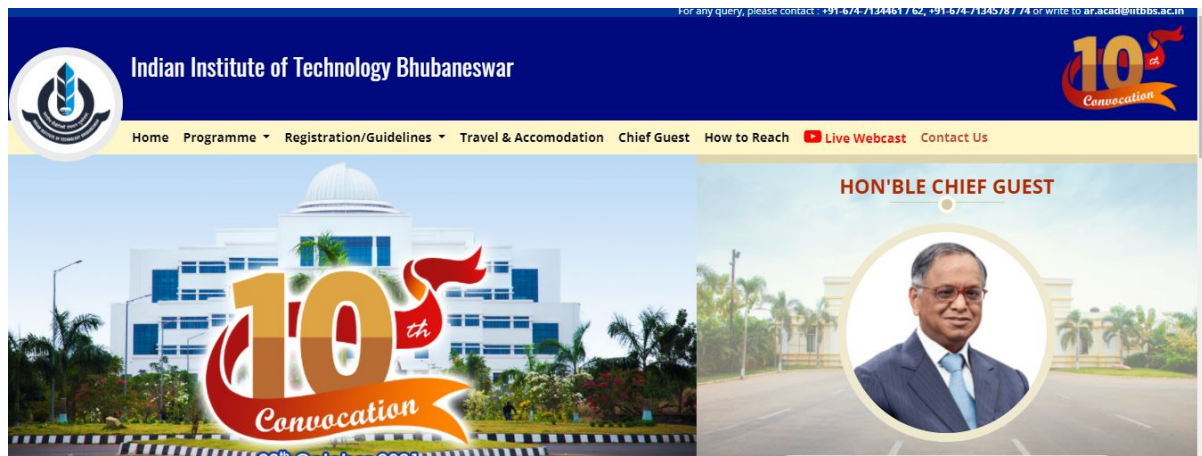 For any query, please contact : +91-674-7134461 / 62, +91-674-7134578 / 74 or write to ar.acad@iitbbs.ac.in
Indian Institute of Technology Bhubaneswar
10th
Convocation
Home Programme Registration/Guidelines Travel & Accomodation Chief Guest How to Reach Live Webcast Contact Us
10th
Convocation
HON'BLE CHIEF GUEST